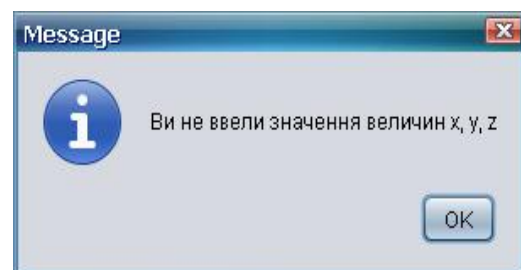 Message
Ви не ввели значення величин x, y, z
OK